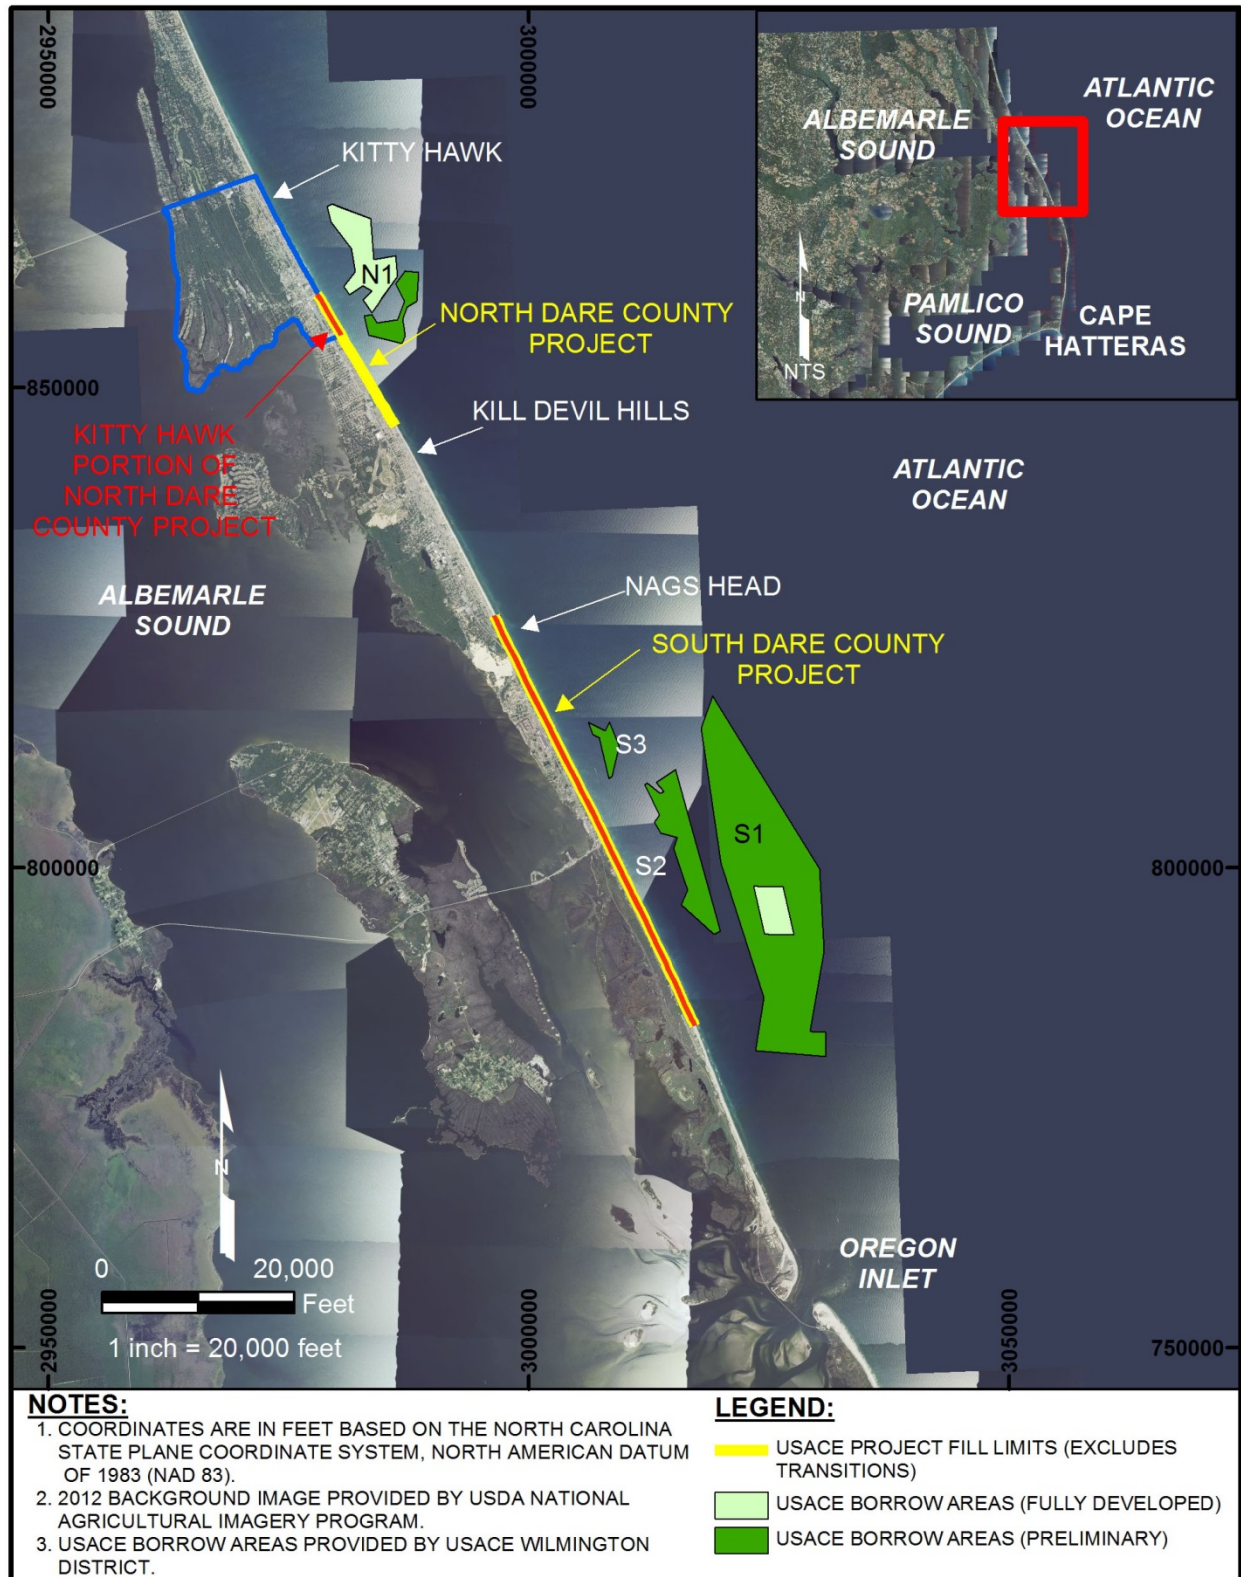 2950000
3000000
ATLANTIC
OCEAN
ALBEMARLE
SOUND
PAMLICO
SOUND
CAPE
HATTERAS
N
NTS
KITTY HAWK
N1
NORTH DARE COUNTY
PROJECT
850000
KILL DEVIL HILLS
KITTY HAWK
PORTION OF
NORTH DARE
COUNTY PROJECT
ATLANTIC
OCEAN
ALBEMARLE
SOUND
NAGS HEAD
SOUTH DARE COUNTY
PROJECT
S3
S1
S2
800000
800000
N
OREGON
INLET
0 20,000
Feet
1 inch = 20,000 feet
2950000
3000000
3050000
750000
NOTES:
1. COORDINATES ARE IN FEET BASED ON THE NORTH CAROLINA
STATE PLANE COORDINATE SYSTEM, NORTH AMERICAN DATUM
OF 1983 (NAD 83).
2. 2012 BACKGROUND IMAGE PROVIDED BY USDA NATIONAL
AGRICULTURAL IMAGERY PROGRAM.
3. USACE BORROW AREAS PROVIDED BY USACE WILMINGTON
DISTRICT.
LEGEND:
USACE PROJECT FILL LIMITS (EXCLUDES
TRANSITIONS)
USACE BORROW AREAS (FULLY DEVELOPED)
USACE BORROW AREAS (PRELIMINARY)